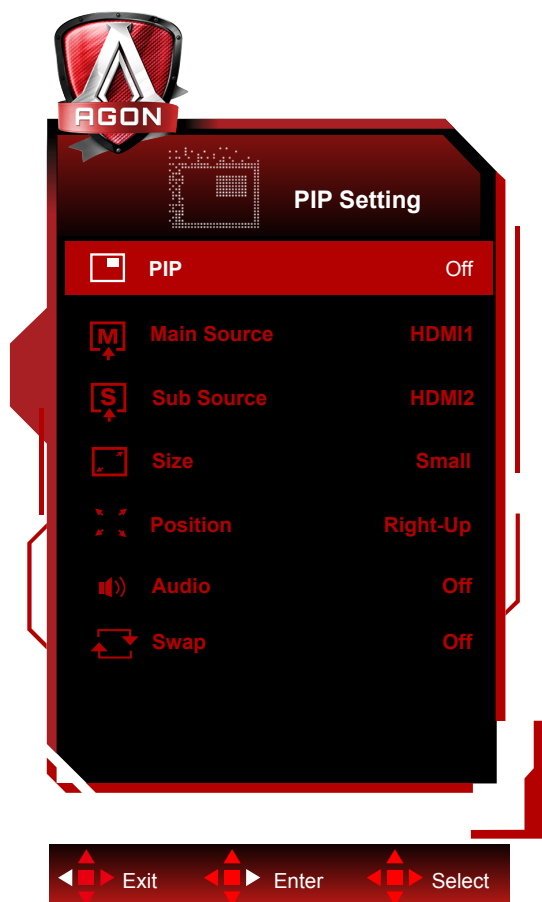 AGON
PIP Setting
PIP Off
M Main Source HDMI1
S Sub Source HDMI2
Size Small
Position Right-Up
Audio Off
Swap Off
Exit Enter Select